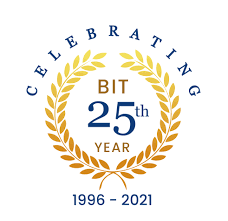 CELEBRATING
BIT
25th
YEAR
1996 - 2021